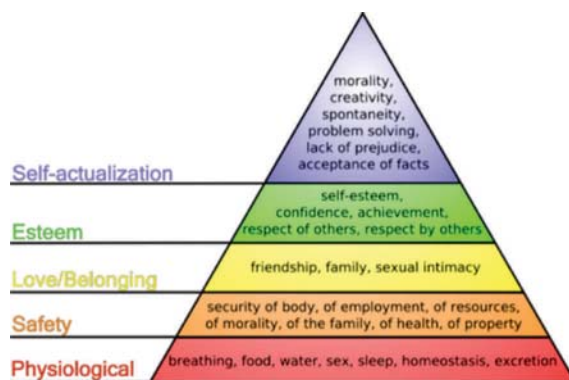 morality,
creativity,
spontaneity,
problem solving,
lack of prejudice,
acceptance of facts
Self-actualization
self-esteem,
confidence, achievement,
respect of others, respect by others
Esteem
friendship, family, sexual intimacy
Love/Belonging
security of body, of employment, of resources,
of morality, of the family, of health, of property
Safety
breathing, food, water, sex, sleep, homeostasis, excretion
Physiological